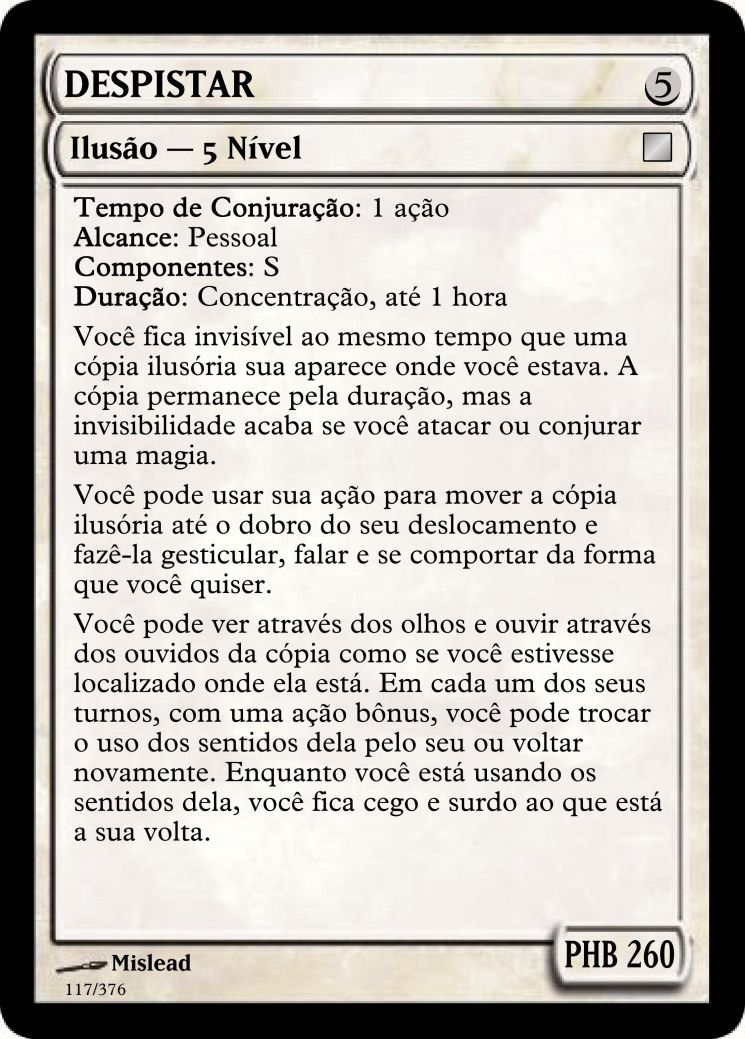 DESPISTAR
5
Ilusão — 5 Nível
Tempo de Conjuração: 1 ação
Alcance: Pessoal
Componentes: S
Duração: Concentração, até 1 hora
Você fica invisível ao mesmo tempo que uma
cópia ilusória sua aparece onde você estava. A
cópia permanece pela duração, mas a
invisibilidade acaba se você atacar ou conjurar
uma magia.
Você pode usar sua ação para mover a cópia
ilusória até o dobro do seu deslocamento e
fazê-la gesticular, falar e se comportar da forma
que você quiser.
Você pode ver através dos olhos e ouvir através
dos ouvidos da cópia como se você estivesse
localizado onde ela está. Em cada um dos seus
turnos, com uma ação bônus, você pode trocar
o uso dos sentidos dela pelo seu ou voltar
novamente. Enquanto você está usando os
sentidos dela, você fica cego e surdo ao que está
a sua volta.
PHB 260
Mislead
117/376